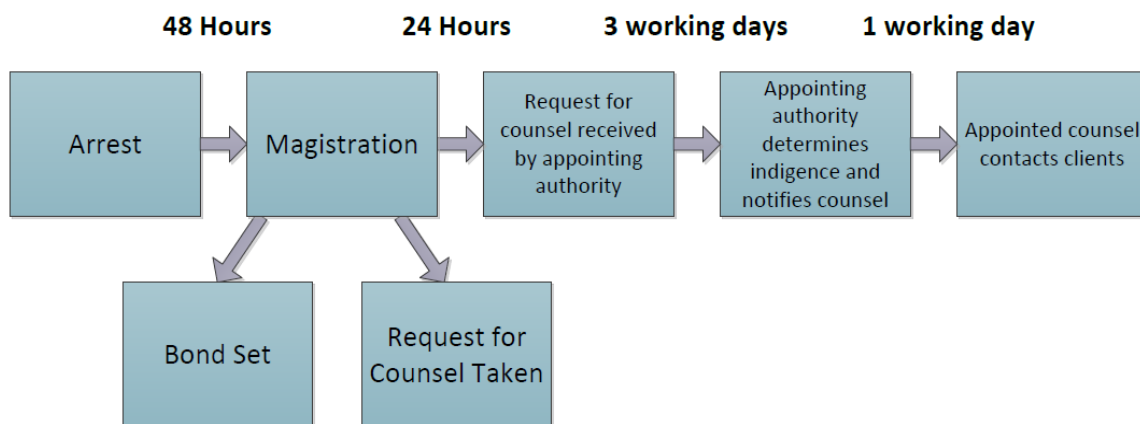 48 Hours
24 Hours
3 working days
1 working day
Arrest
Magistration
Request for
counsel received
by appointing
authority
Appointing
authority
determines
indigence and
notifies counsel
Appointed counsel
contacts clients
Bond Set
Request for
Counsel Taken